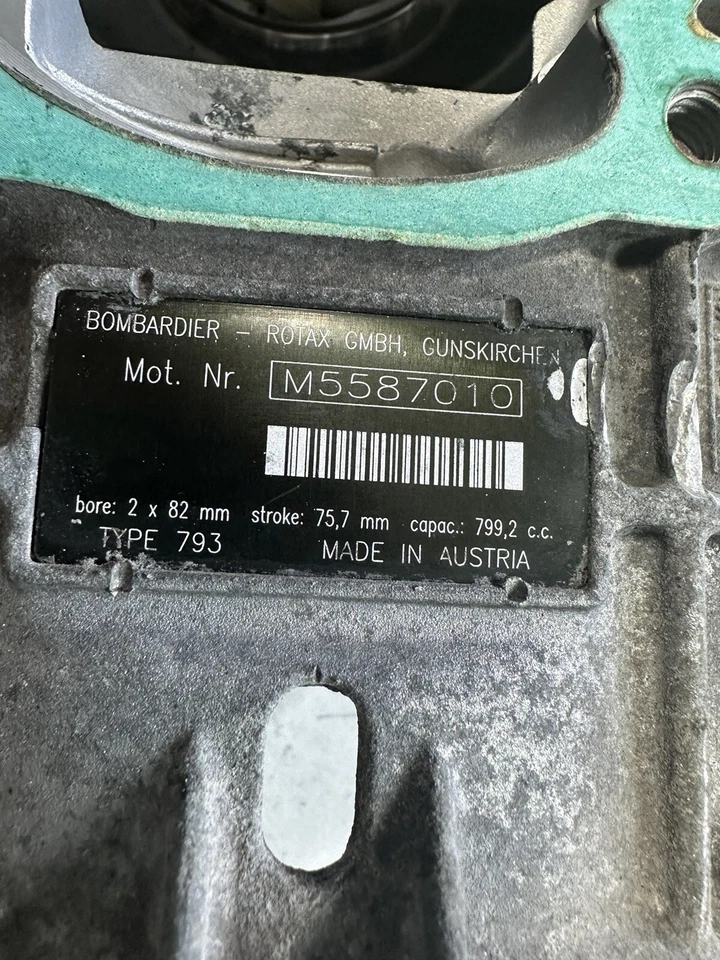 BOMBARDIER - ROTAX GMBH, GUNSKIRCHEN
Mot. Nr. M5587010
bore: 2 x 82 mm stroke: 75,7 mm capac.: 799,2 c.c.
TYPE 793 MADE IN AUSTRIA